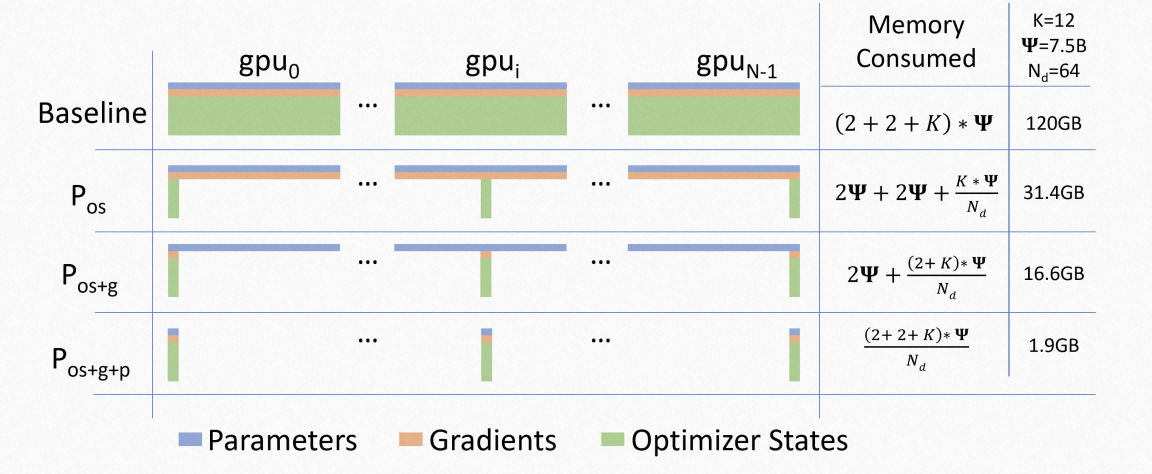 gpu0 gpui gpuN-1 Memory Consumed K=12 Ψ=7.5B Nd=64
Baseline ... ... (2 + 2 + K) ∗ Ψ 120GB
Pos ... ... 2Ψ + 2Ψ + K ∗ Ψ / Nd 31.4GB
Pos+g ... ... 2Ψ + (2+ K)∗ Ψ / Nd 16.6GB
Pos+g+p ... ... (2+ 2+ K)∗ Ψ / Nd 1.9GB
Parameters Gradients Optimizer States